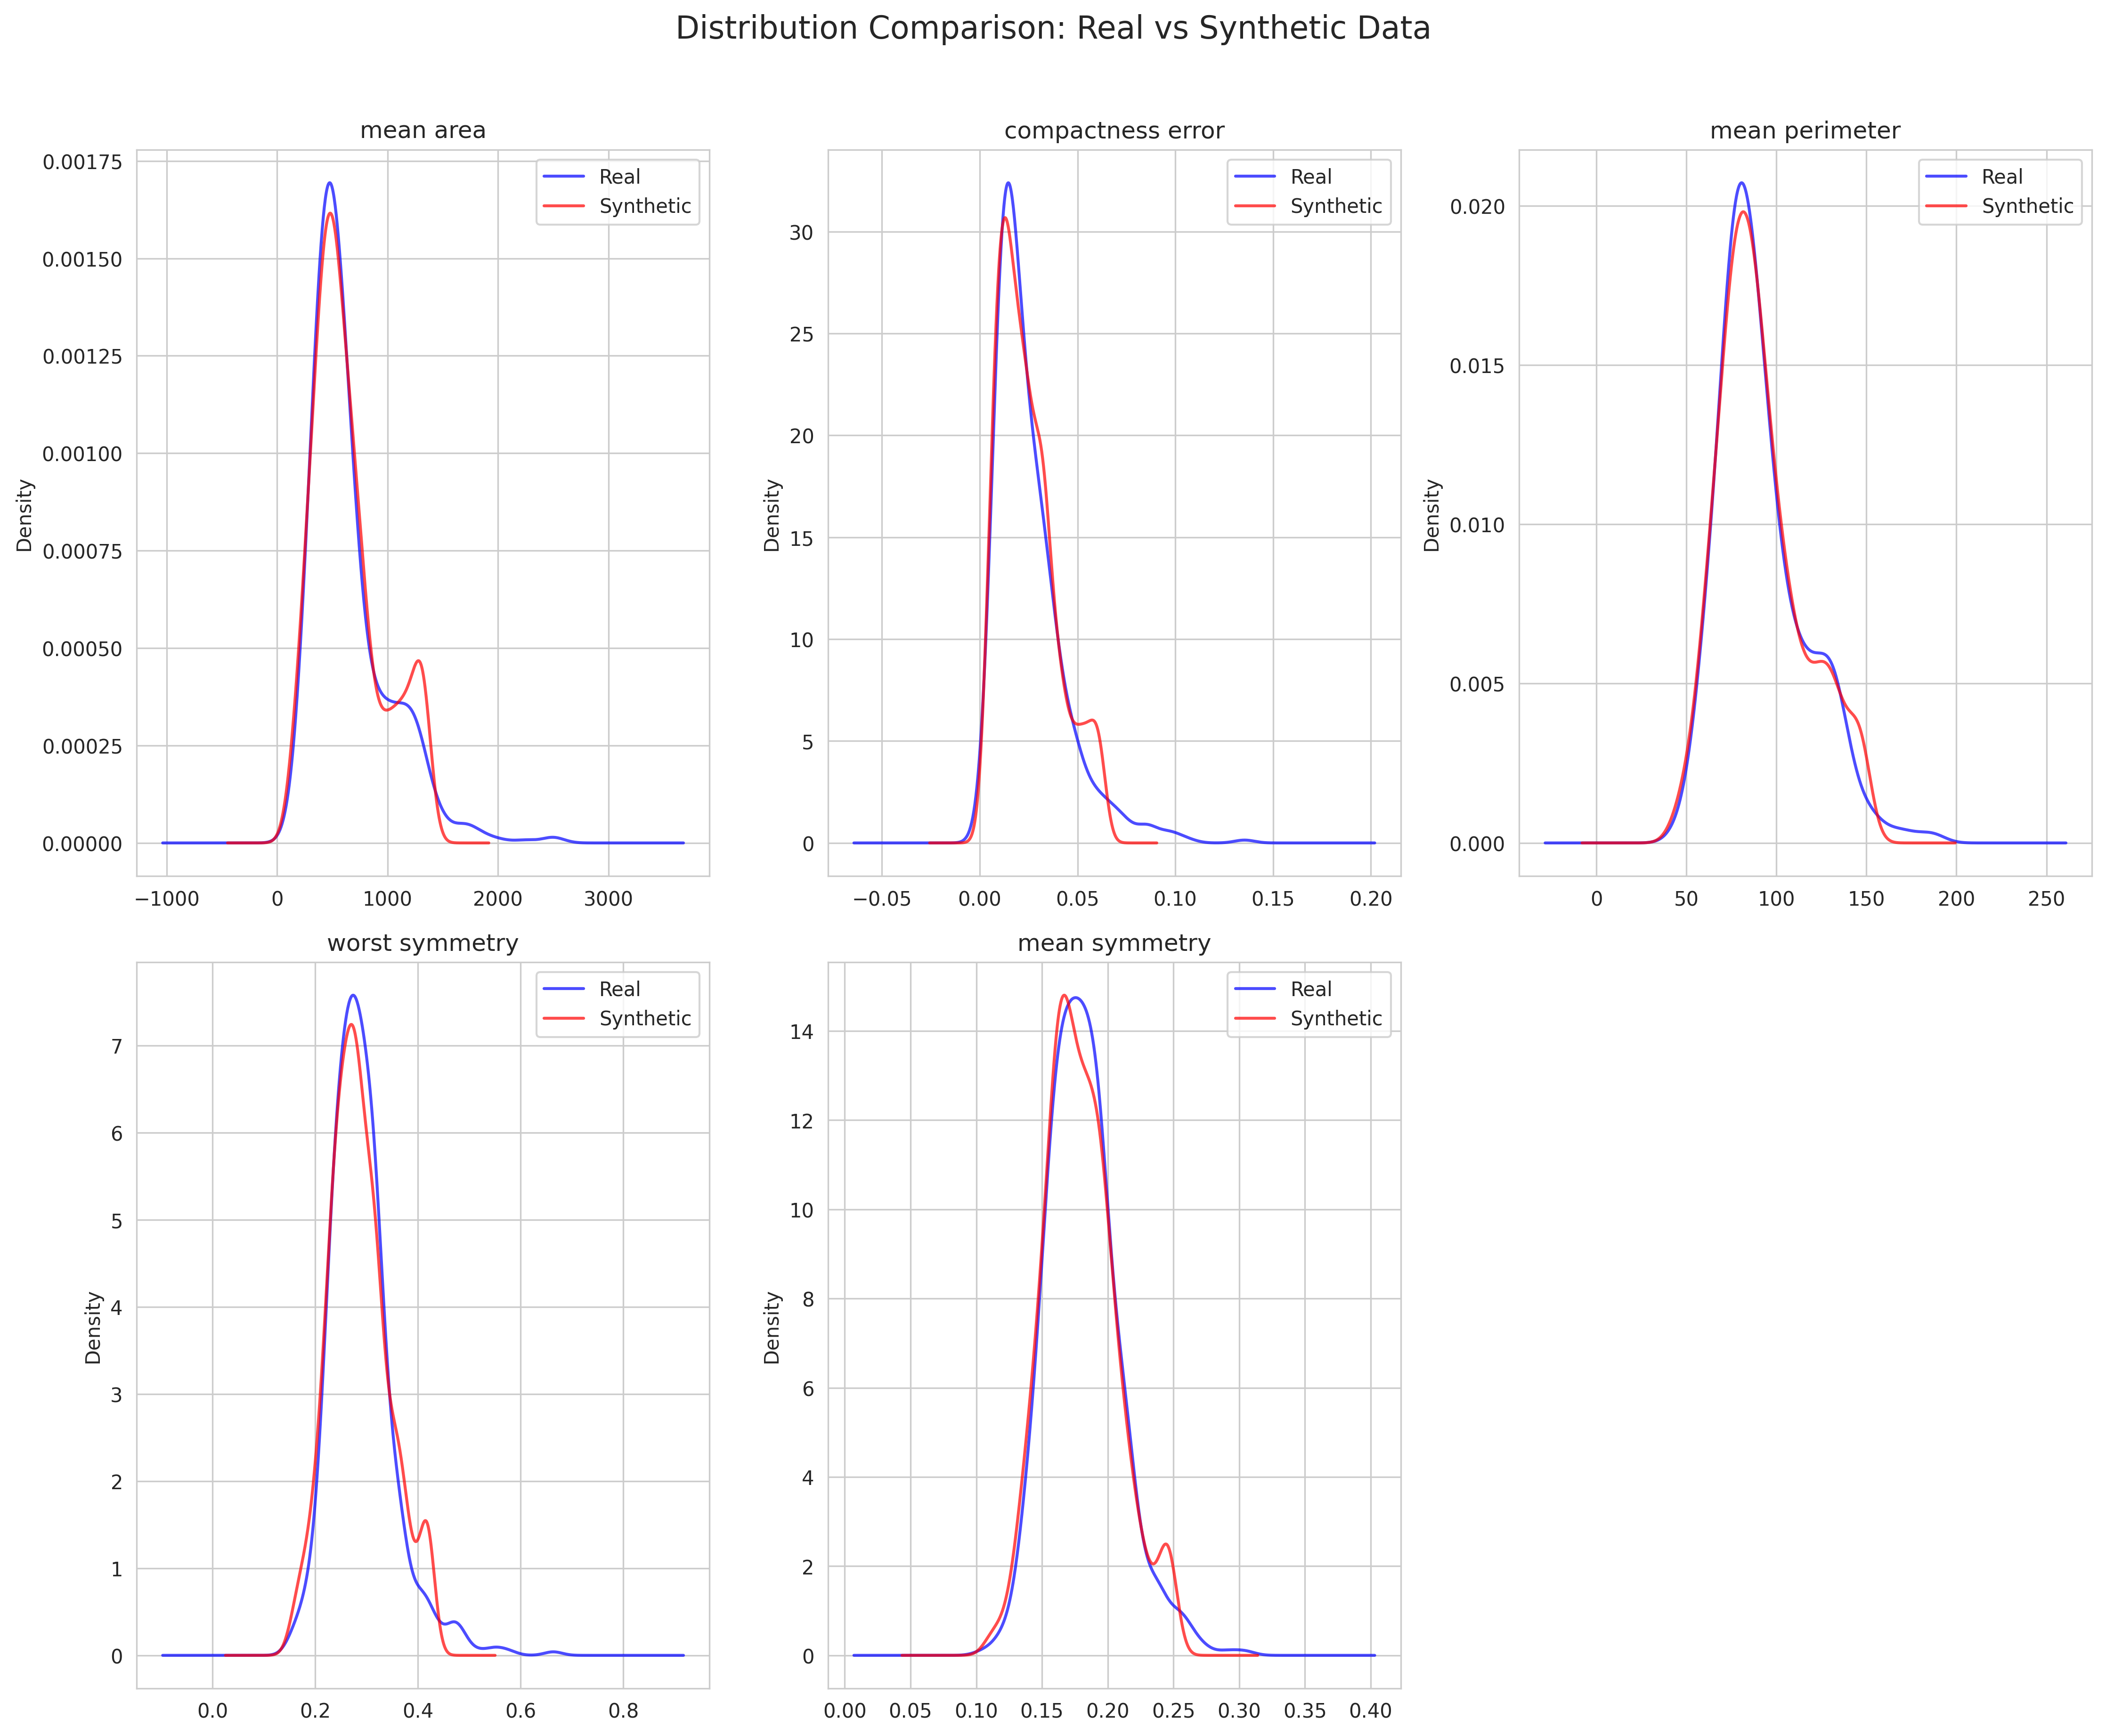 Distribution Comparison: Real vs Synthetic Data
mean area
Density
0.00175
0.00150
0.00125
0.00100
0.00075
0.00050
0.00025
0.00000
−1000 0 1000 2000 3000
Real
Synthetic
compactness error
Density
30
25
20
15
10
5
0
−0.05 0.00 0.05 0.10 0.15 0.20
Real
Synthetic
mean perimeter
Density
0.020
0.015
0.010
0.005
0.000
0 50 100 150 200 250
Real
Synthetic
worst symmetry
Density
7
6
5
4
3
2
1
0
0.0 0.2 0.4 0.6 0.8
Real
Synthetic
mean symmetry
Density
14
12
10
8
6
4
2
0
0.00 0.05 0.10 0.15 0.20 0.25 0.30 0.35 0.40
Real
Synthetic